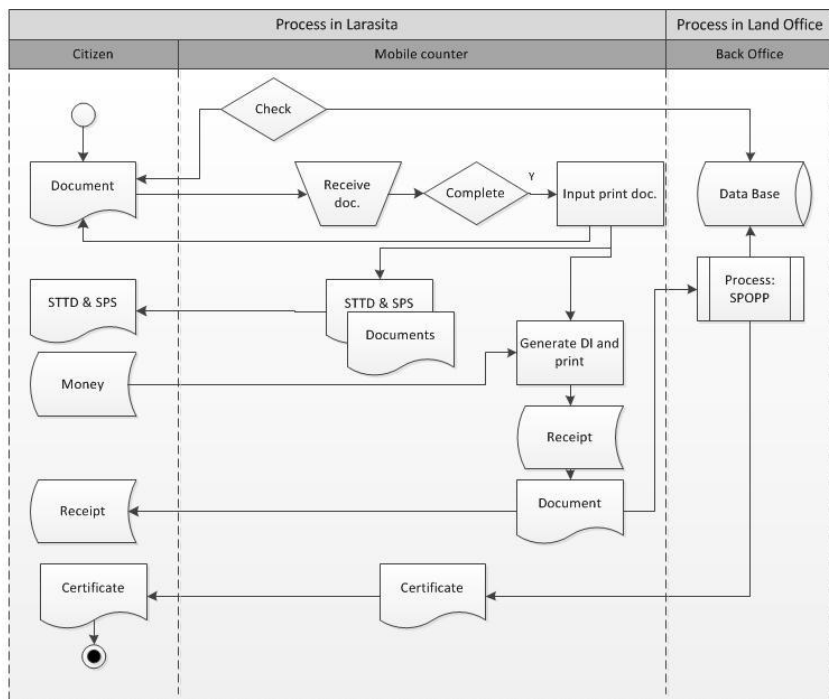 Process in Larasita
Process in Land Office
Citizen
Mobile counter
Back Office
Check
Document
Receive
doc.
Complete
Y
Input print doc.
Data Base
STTD & SPS
STTD & SPS
Documents
Process:
SPOPP
Generate DI and
print
Money
Receipt
Receipt
Document
Certificate
Certificate